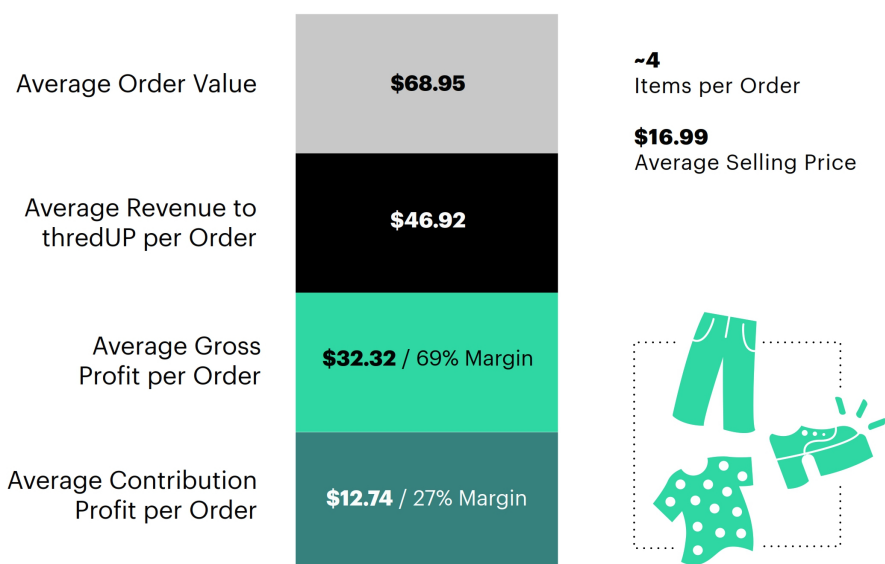 Average Order Value
$68.95
~4
Items per Order
$16.99
Average Selling Price
Average Revenue to
thredUP per Order
$46.92
Average Gross
Profit per Order
$32.32 / 69% Margin
Average Contribution
Profit per Order
$12.74 / 27% Margin